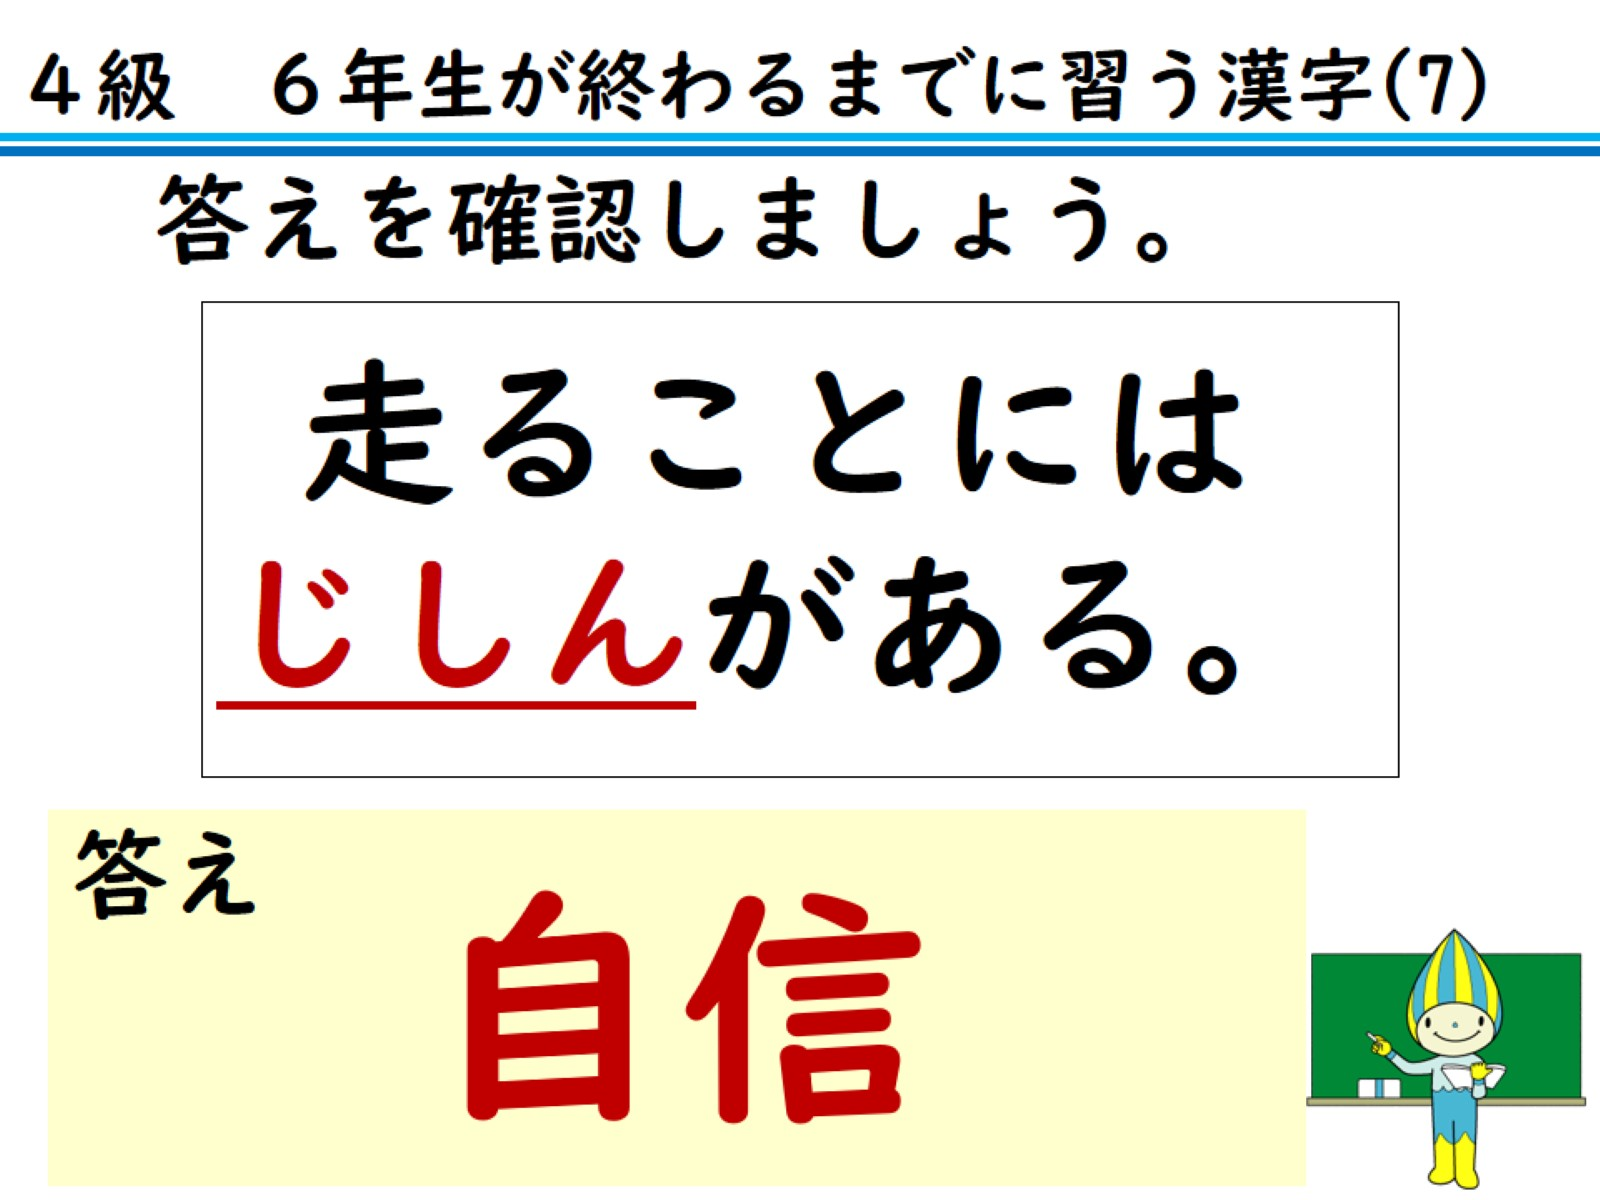 ４級　６年生が終わるまでに習う漢字(7)
答えを確認しましょう。
走ることには
じしんがある。
答え
自信